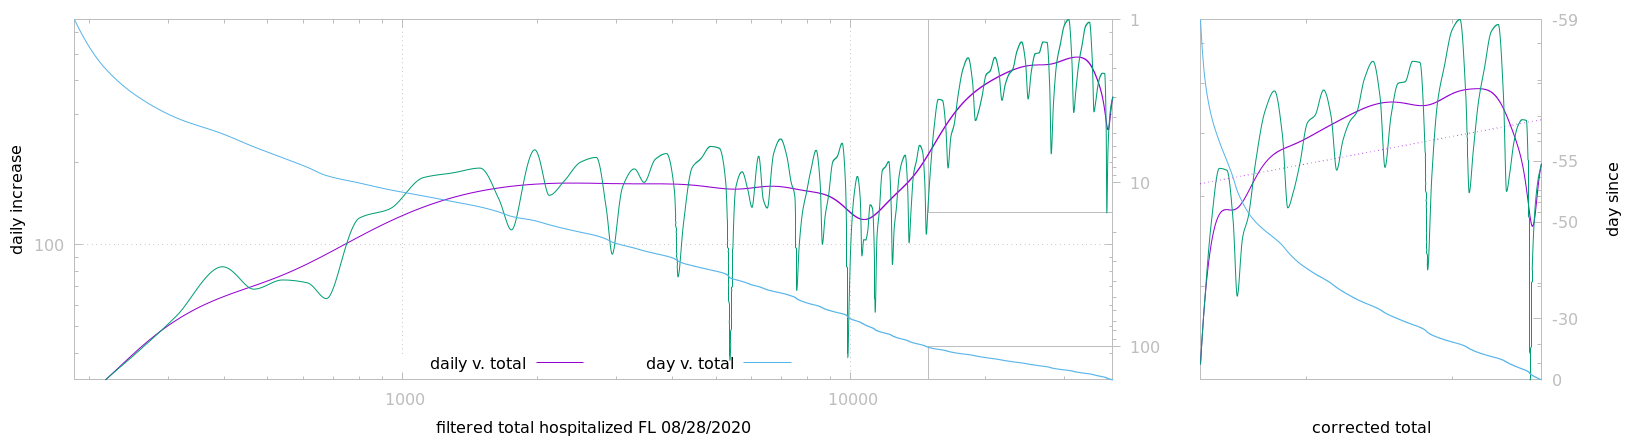 daily increase
100
1000
10000
1
10
100
daily v. total
day v. total
filtered total hospitalized FL 08/28/2020
-59
-55
-50
-30
0
day since
corrected total